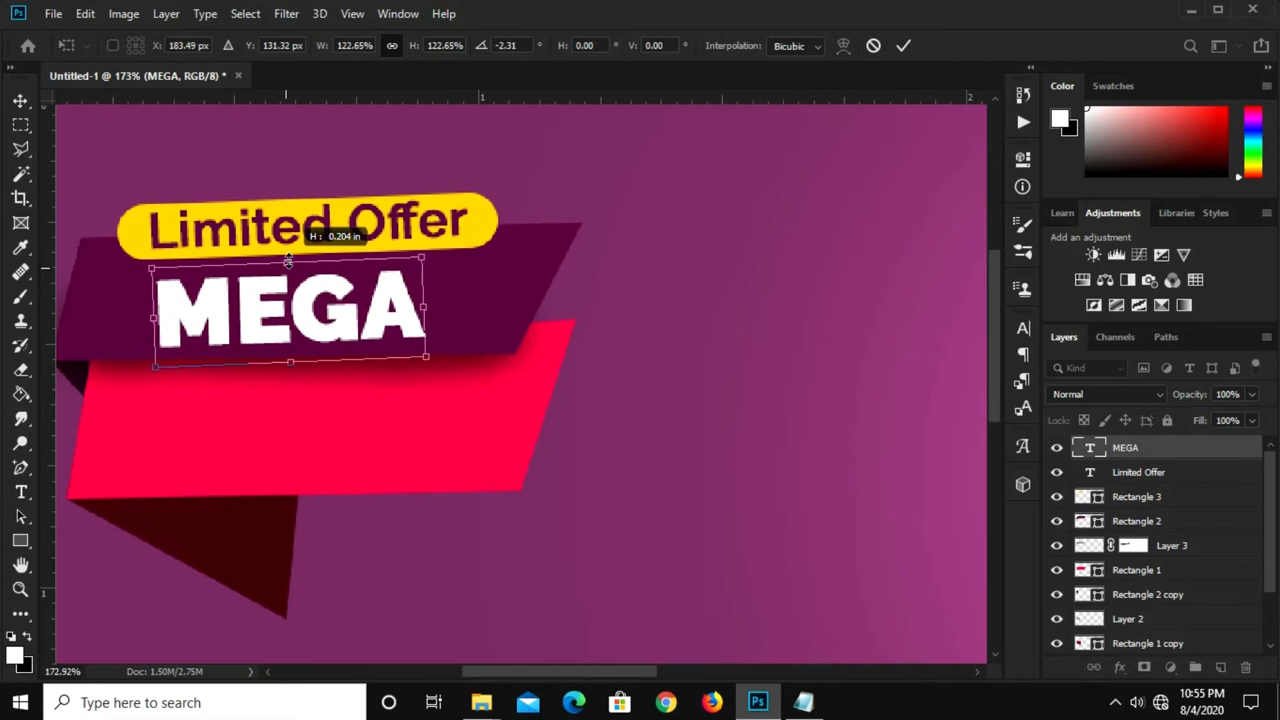 Ps File Edit Image Layer Type Select Filter 3D View Window Help
X: 183.49 px Y: 131.32 px W: 122.65% H: 122.65% -2.31 ° H: 0.00 ° V: 0.00 ° Interpolation: Bicubic
Untitled-1 @ 173% (MEGA, RGB/8) * ×
1 2
Limited Offer
H : 0.204 in
MEGA
1
172.92% Doc: 1.50M/2.75M
Color Swatches
Learn Adjustments Libraries Styles
Add an adjustment
Layers Channels Paths
Kind
Normal Opacity: 100%
Lock: Fill: 100%
T MEGA
T Limited Offer
Rectangle 3
Rectangle 2
Layer 3
Rectangle 1
Rectangle 2 copy
Layer 2
Rectangle 1 copy
Type here to search
Ps
10:55 PM
8/4/2020